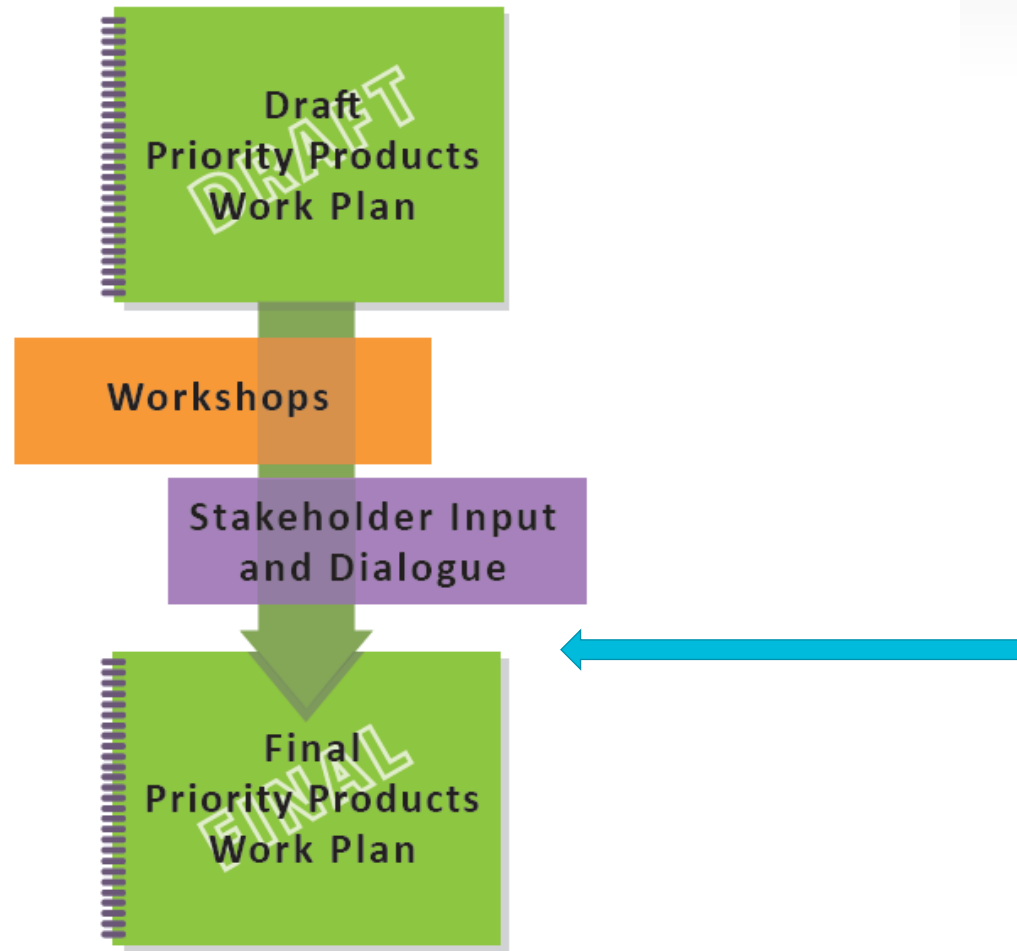 Draft
Priority Products
Work Plan
DRAFT
Workshops
Stakeholder Input
and Dialogue
Final
Priority Products
Work Plan
FINAL